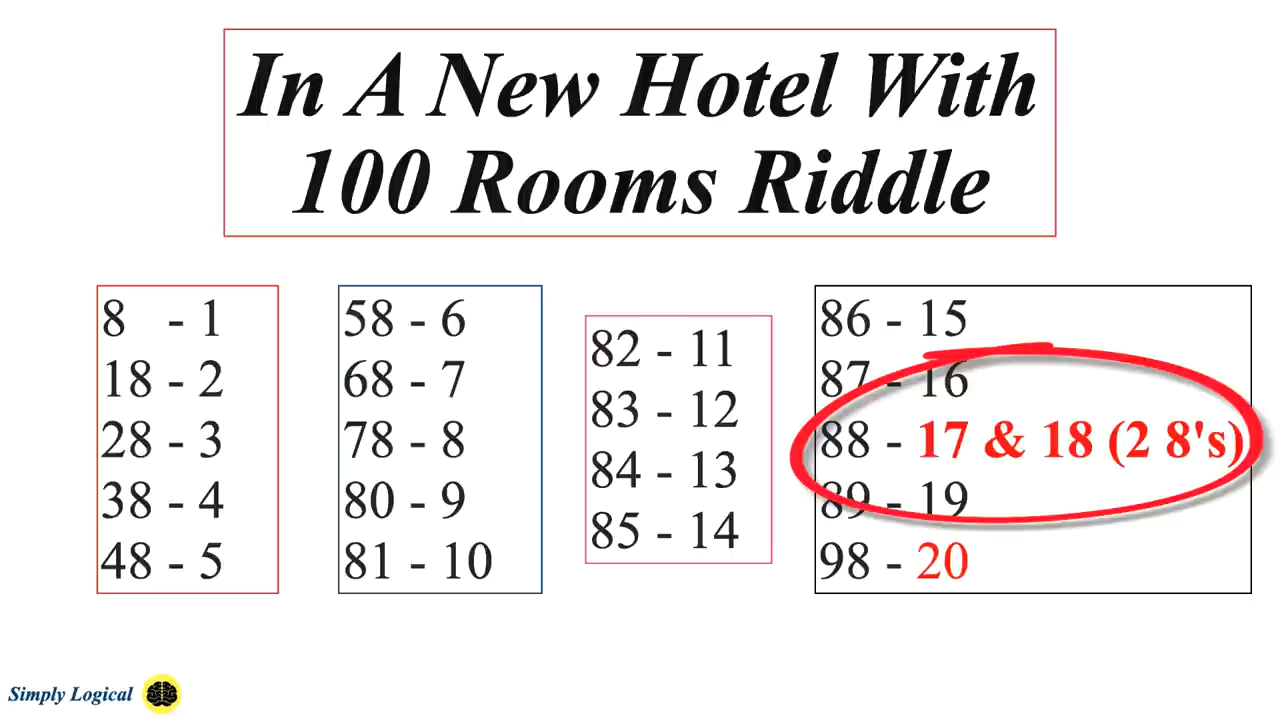 In A New Hotel With
100 Rooms Riddle
8 - 1
18 - 2
28 - 3
38 - 4
48 - 5
58 - 6
68 - 7
78 - 8
80 - 9
81 - 10
82 - 11
83 - 12
84 - 13
85 - 14
86 - 15
87 - 16
88 - 17 & 18 (2 8's)
89 - 19
98 - 20
Simply Logical